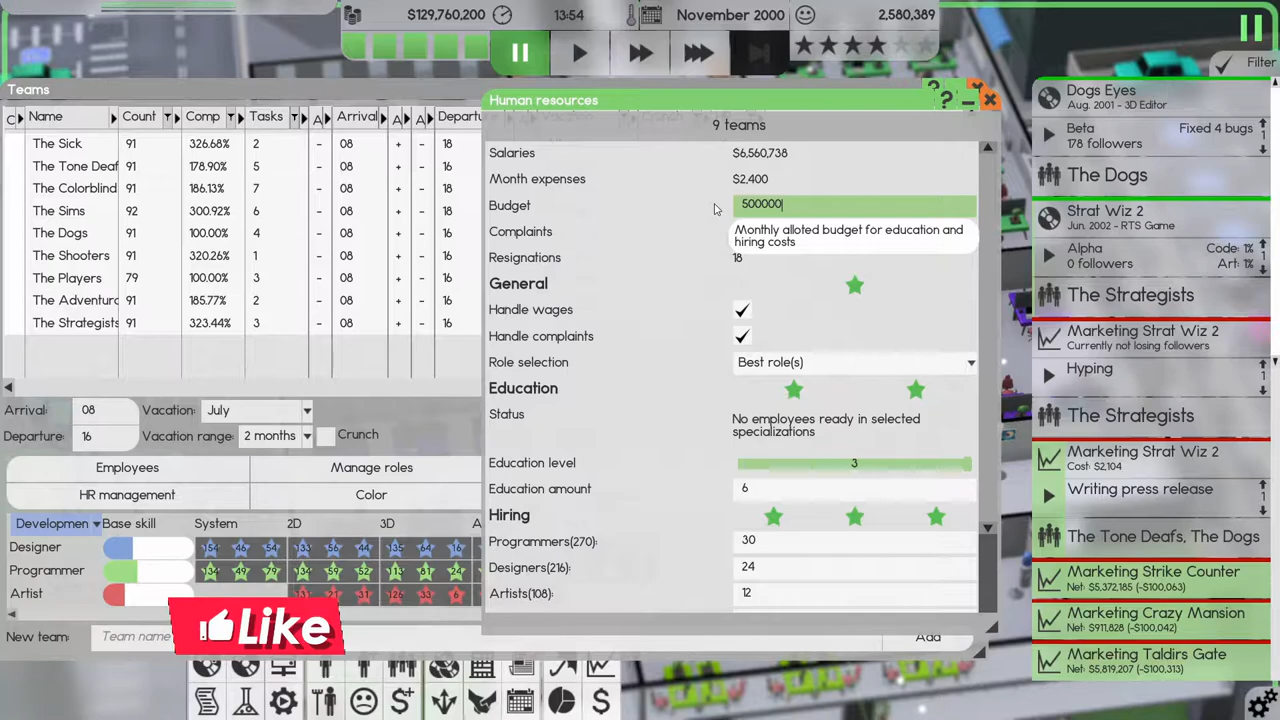 $129,760,200
13:54
November 2000
2,580,389
Filter
Teams
C Name Count Comp Tasks A Arrival A A Departu
The Sick 91 326.68% 2 - 08 + - 18
The Tone Deaf 91 178.90% 5 - 08 + - 16
The Colorblind 91 186.13% 7 - 08 + - 18
The Sims 92 300.92% 6 - 08 + - 18
The Dogs 91 100.00% 4 - 08 + - 16
The Shooters 91 320.26% 1 - 08 + - 16
The Players 79 100.00% 3 - 08 + - 16
The Adventura 92 185.77% 2 - 08 + - 16
The Strategists 91 323.44% 3 - 08 + - 16
Arrival: 08 Vacation: July
Departure: 16 Vacation range: 2 months Crunch
Employees Manage roles
HR management Color
Developmen Base skill System 2D 3D A
Designer
Programmer
Artist
Like
New team: Team name Add
Human resources
?
9 teams
Salaries $6,560,738
Month expenses $2,400
Budget 500000
Monthly alloted budget for education and
hiring costs
Complaints
Resignations 18
General
Handle wages
Handle complaints
Role selection Best role(s)
Education
Status No employees ready in selected
specializations
Education level 3
Education amount 6
Hiring
Programmers(270): 30
Designers(216): 24
Artists(108): 12
Dogs Eyes
Aug. 2001 - 3D Editor
Beta Fixed 4 bugs
178 followers 1
The Dogs
Strat Wiz 2
Jun. 2002 - RTS Game
Alpha Code: 1%
0 followers Art: 1% 1
The Strategists
Marketing Strat Wiz 2
Currently not losing followers
Hyping 1
The Strategists
Marketing Strat Wiz 2
Cost: $2,104
Writing press release 1
The Tone Deafs, The Dogs
Marketing Strike Counter
Net: $5,372,185 (-$100,063)
Marketing Crazy Mansion
Net: $911,828 (-$100,042)
Marketing Taldirs Gate
Net: $5,819,207 (-$100,313)